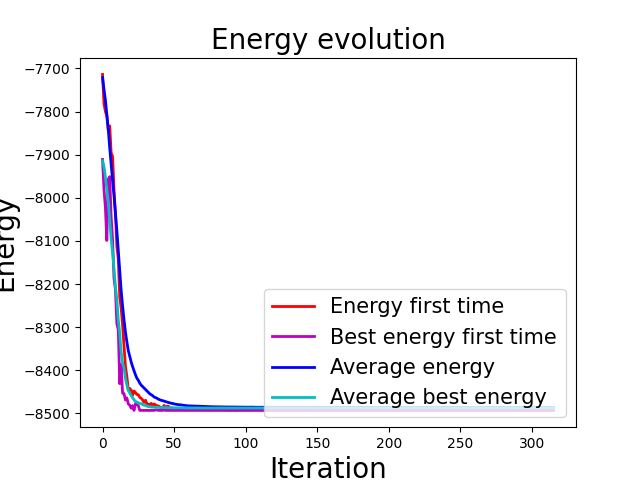 Energy evolution
Energy
−7700
−7800
−7900
−8000
−8100
−8200
−8300
−8400
−8500
Energy first time
Best energy first time
Average energy
Average best energy
0 50 100 150 200 250 300
Iteration